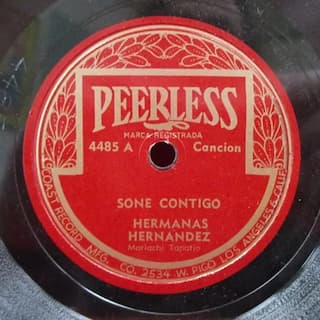 PEERLESS
MARCA REGISTRADA
4485 A Cancion
SONE CONTIGO
HERMANAS
HERNANDEZ
Mariachi Tapatio
COAST RECORD MFG. CO. 2534 W. PICO LOS ANGELES 6 CALIF.